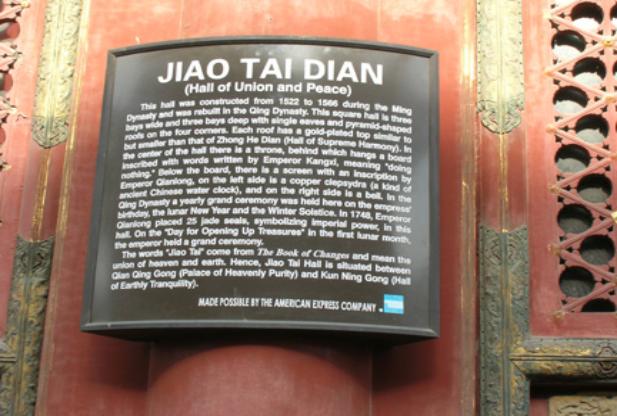 JIAO TAI DIAN
(Hall of Union and Peace)
This hall was constructed from 1522 to 1566 during the Ming
Dynasty and was rebuilt in the Qing Dynasty. This square hall is three
bays wide and three bays deep with single eaves and pyramid-shaped
roofs on the four corners. Each roof has a gold-plated top similar to
but smaller than that of Zhong He Dian (Hall of Supreme Harmony). In
the center of the hall there is a throne, behind which hangs a board
inscribed with words written by Emperor Kangxi, meaning "doing
nothing." Below the board, there is a screen with an inscription by
Emperor Qianlong, on the left side is a copper clepsydra (a kind of
ancient Chinese water clock), and on the right side is a bell. In the
Qing Dynasty a yearly grand ceremony was held here on the empress'
birthday, the lunar New Year and the Winter Solstice. In 1748, Emperor
Qianlong placed 25 jade seals, symbolizing imperial power, in this
hall. On the "Day for Opening Up Treasures" in the first lunar month,
the emperor held a grand ceremony.
The words "Jiao Tai" come from The Book of Changes and mean the
union of heaven and earth. Hence, Jiao Tai Hall is situated between
Qian Qing Gong (Palace of Heavenly Purity) and Kun Ning Gong (Hall
of Earthly Tranquility).
MADE POSSIBLE BY THE AMERICAN EXPRESS COMPANY